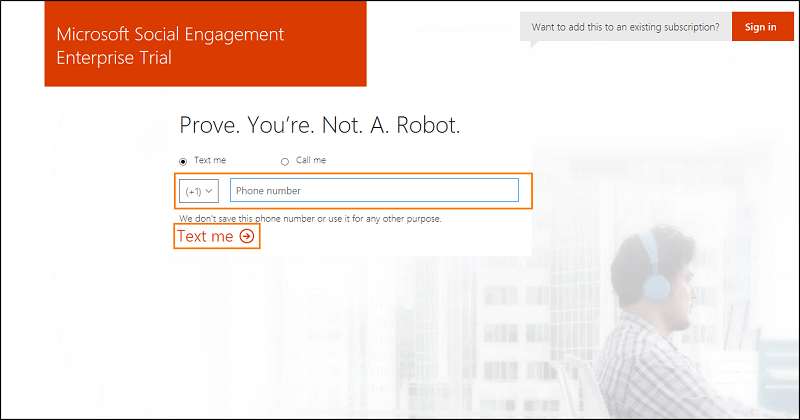 Microsoft Social Engagement
Enterprise Trial
Want to add this to an existing subscription?
Sign in
Prove. You're. Not. A. Robot.
Text me
Call me
(+1)
Phone number
We don't save this phone number or use it for any other purpose.
Text me